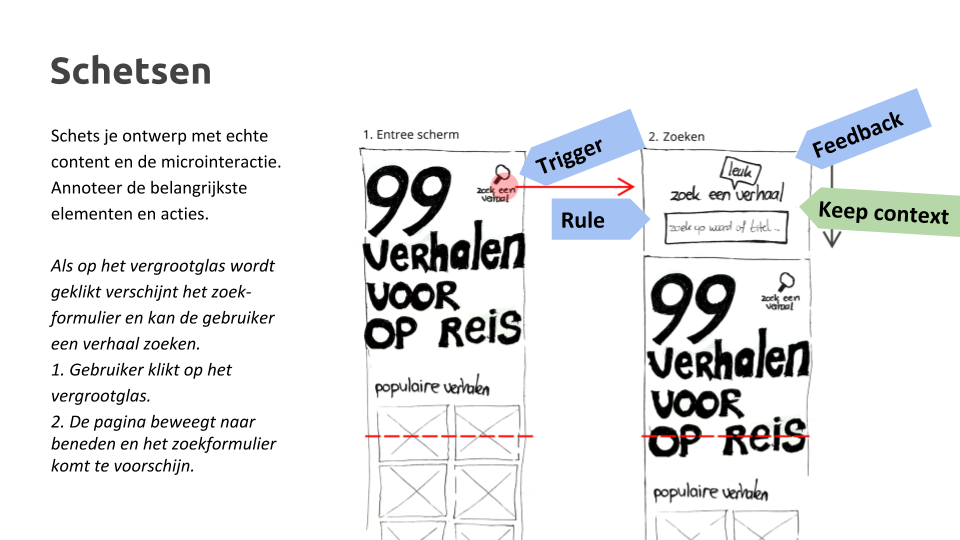 Schetsen
Schets je ontwerp met echte
content en de microinteractie.
Annoteer de belangrijkste
elementen en acties.
Als op het vergrootglas wordt
geklikt verschijnt het zoek-
formulier en kan de gebruiker
een verhaal zoeken.
1. Gebruiker klikt op het
vergrootglas.
2. De pagina beweegt naar
beneden en het zoekformulier
komt te voorschijn.
1. Entree scherm
99
zoek een
verhaal
verhalen
voor
op reis
populaire verhalen
Trigger
Rule
2. Zoeken
leuk
zoek een verhaal
zoek op woord of titel...
Feedback
Keep context
99
zoek een
verhaal
verhalen
voor
op reis
populaire verhalen